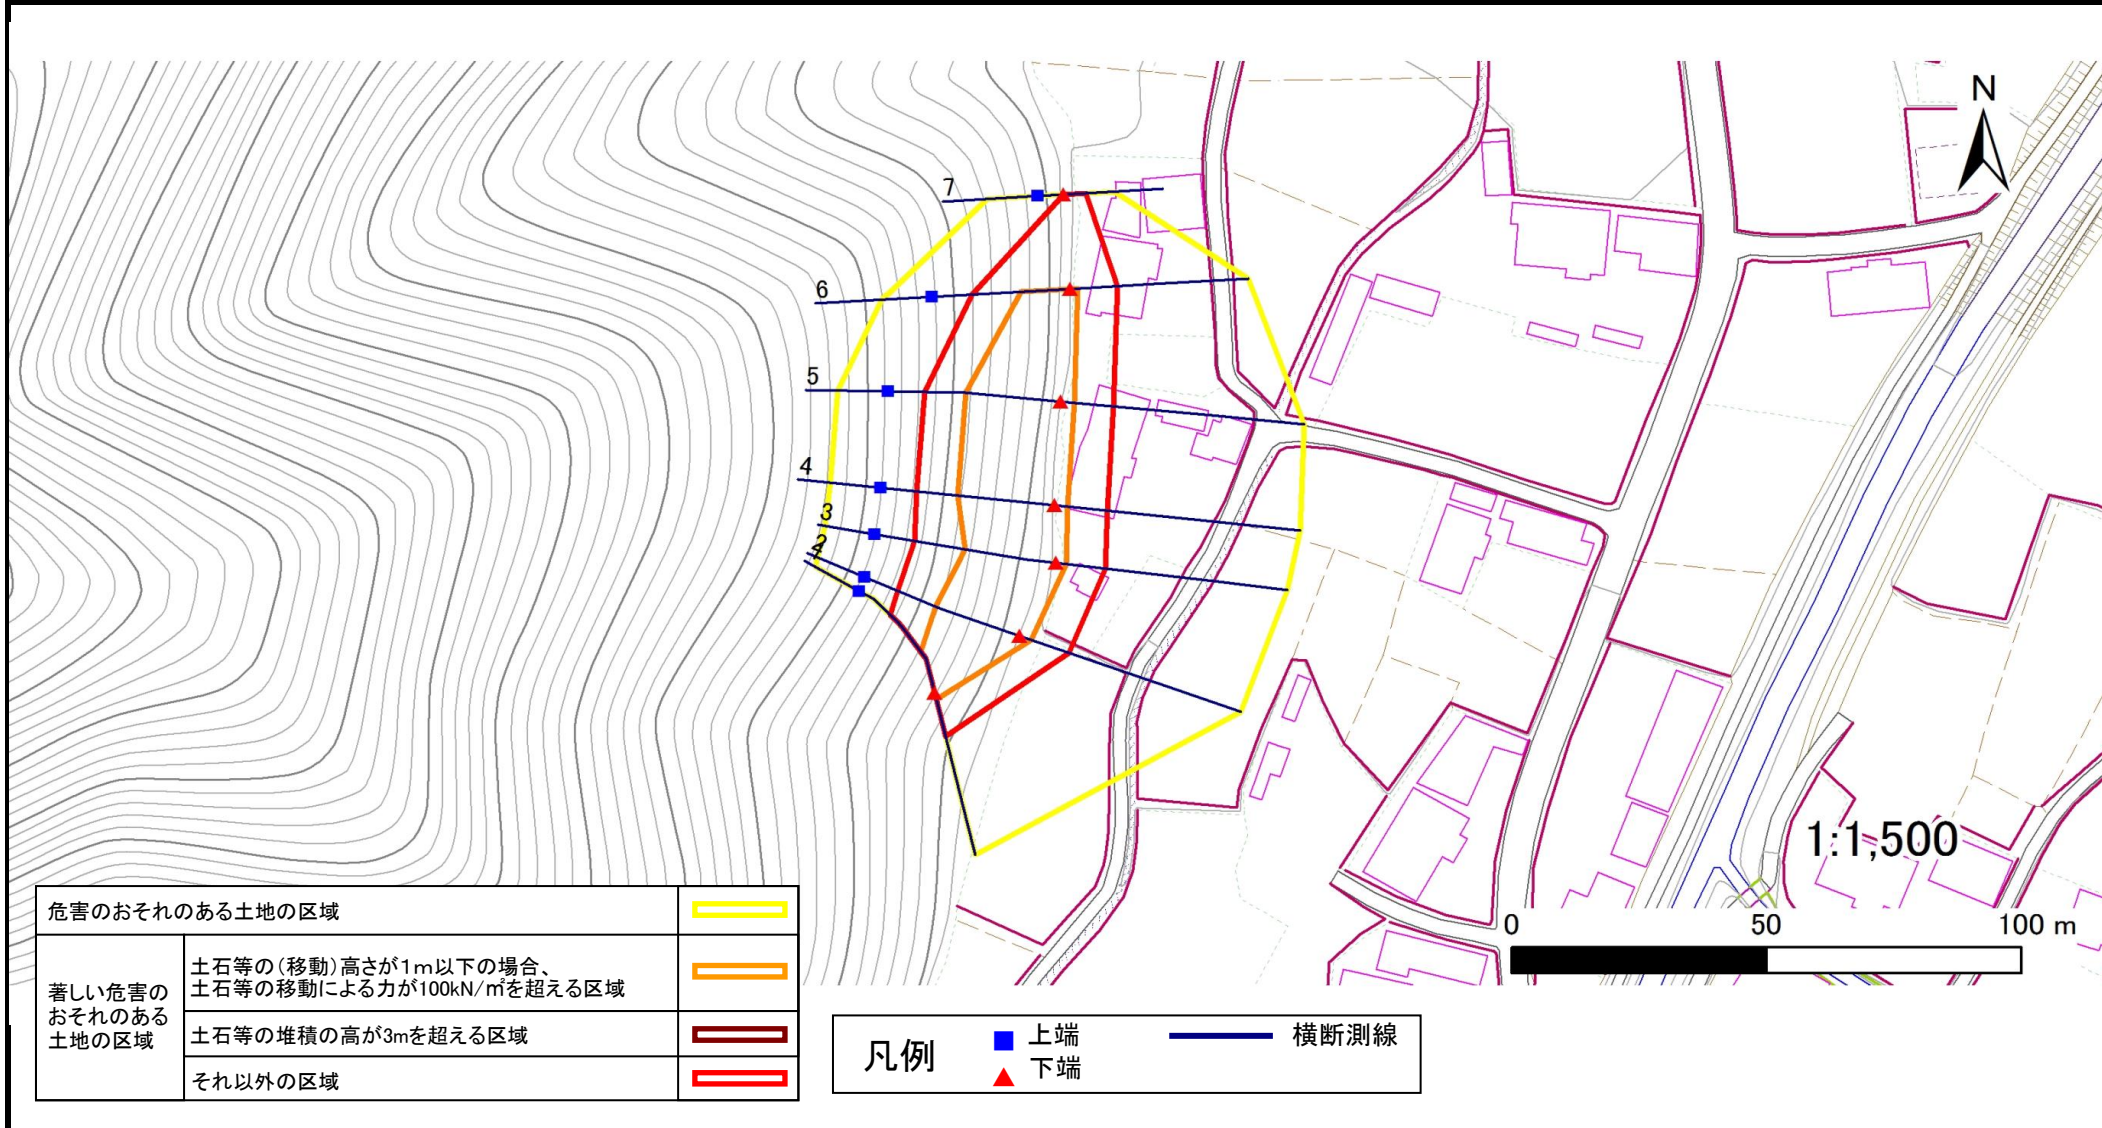 N
7
6
5
4
3
2
1
1:1,500
0 50 100 m
危害のおそれのある土地の区域
著しい危害の
おそれのある
土地の区域
土石等の(移動)高さが1m以下の場合、
土石等の移動による力が100kN/㎡を超える区域
土石等の堆積の高が3mを超える区域
それ以外の区域
凡例
上端
下端
横断測線